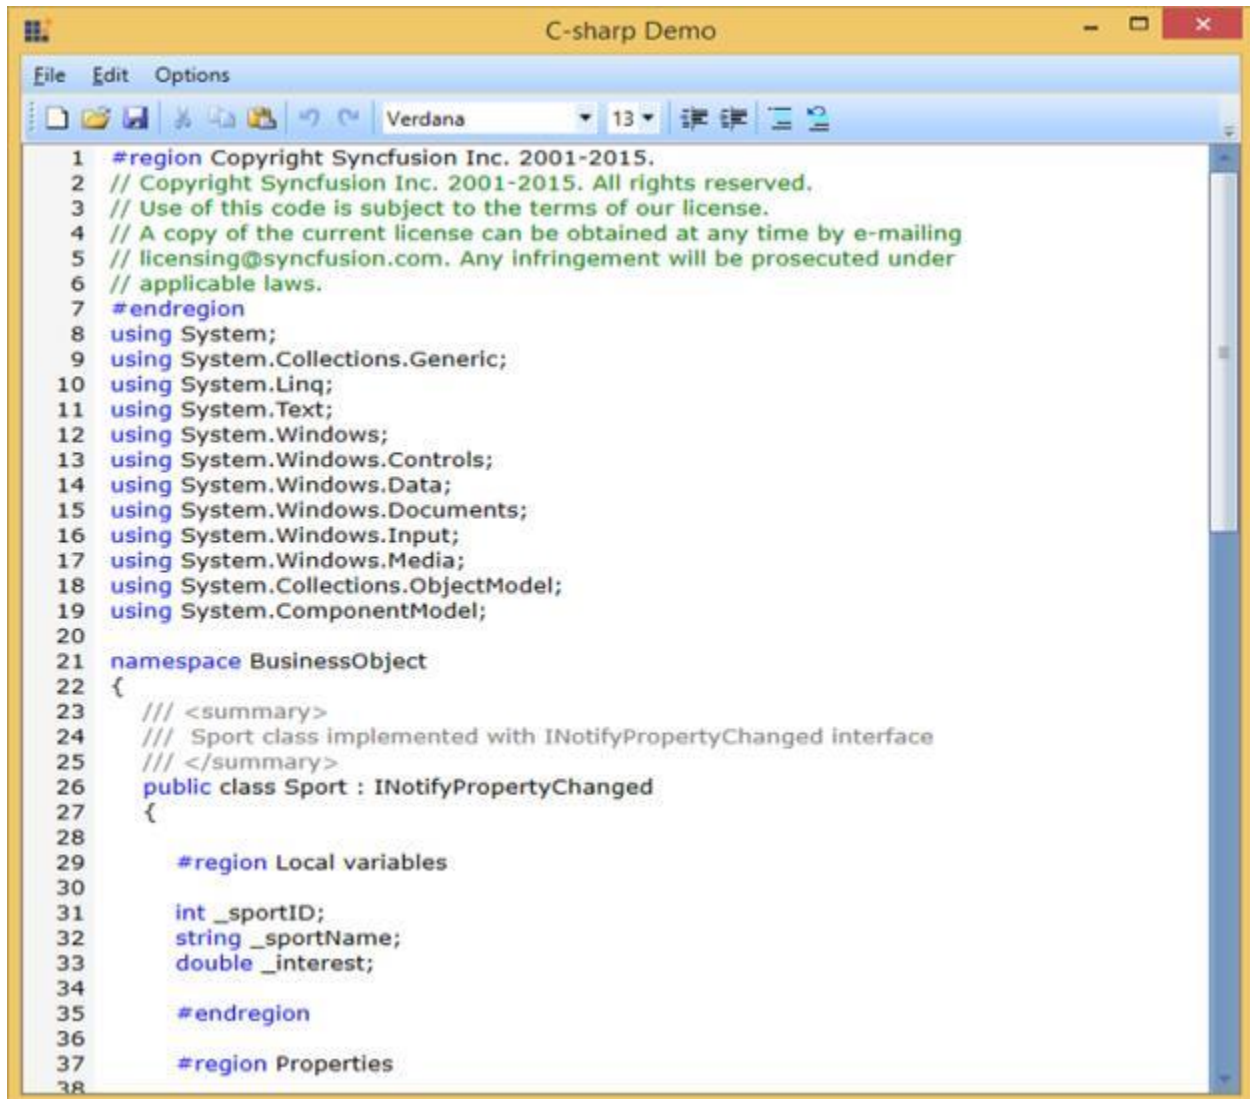 C-sharp Demo
File Edit Options
Verdana 13
1 #region Copyright Syncfusion Inc. 2001-2015.
2 // Copyright Syncfusion Inc. 2001-2015. All rights reserved.
3 // Use of this code is subject to the terms of our license.
4 // A copy of the current license can be obtained at any time by e-mailing
5 // licensing@syncfusion.com. Any infringement will be prosecuted under
6 // applicable laws.
7 #endregion
8 using System;
9 using System.Collections.Generic;
10 using System.Linq;
11 using System.Text;
12 using System.Windows;
13 using System.Windows.Controls;
14 using System.Windows.Data;
15 using System.Windows.Documents;
16 using System.Windows.Input;
17 using System.Windows.Media;
18 using System.Collections.ObjectModel;
19 using System.ComponentModel;
20
21 namespace BusinessObject
22 {
23 /// <summary>
24 /// Sport class implemented with INotifyPropertyChanged interface
25 /// </summary>
26 public class Sport : INotifyPropertyChanged
27 {
28
29 #region Local variables
30
31 int _sportID;
32 string _sportName;
33 double _interest;
34
35 #endregion
36
37 #region Properties
38